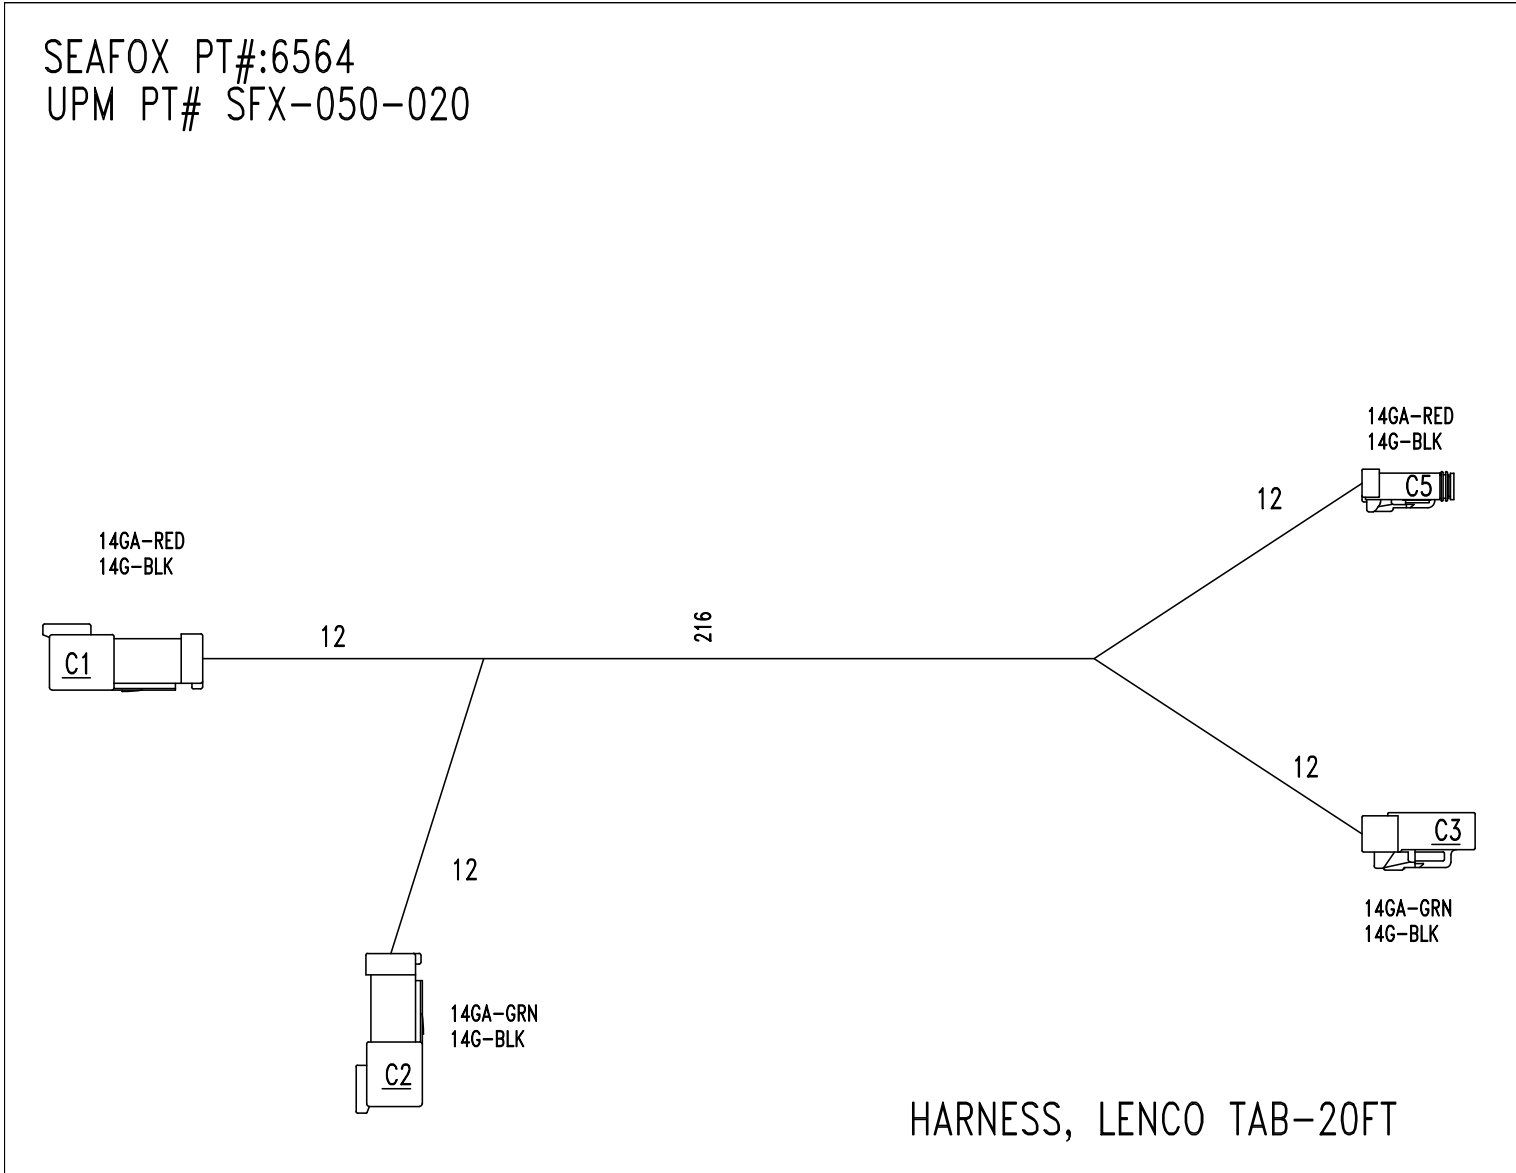 SEAFOX PT#:6564
UPM PT# SFX-050-020
14GA-RED
14G-BLK
C5
12
14GA-RED
14G-BLK
C1
12
216
12
C3
14GA-GRN
14G-BLK
12
14GA-GRN
14G-BLK
C2
HARNESS, LENCO TAB-20FT